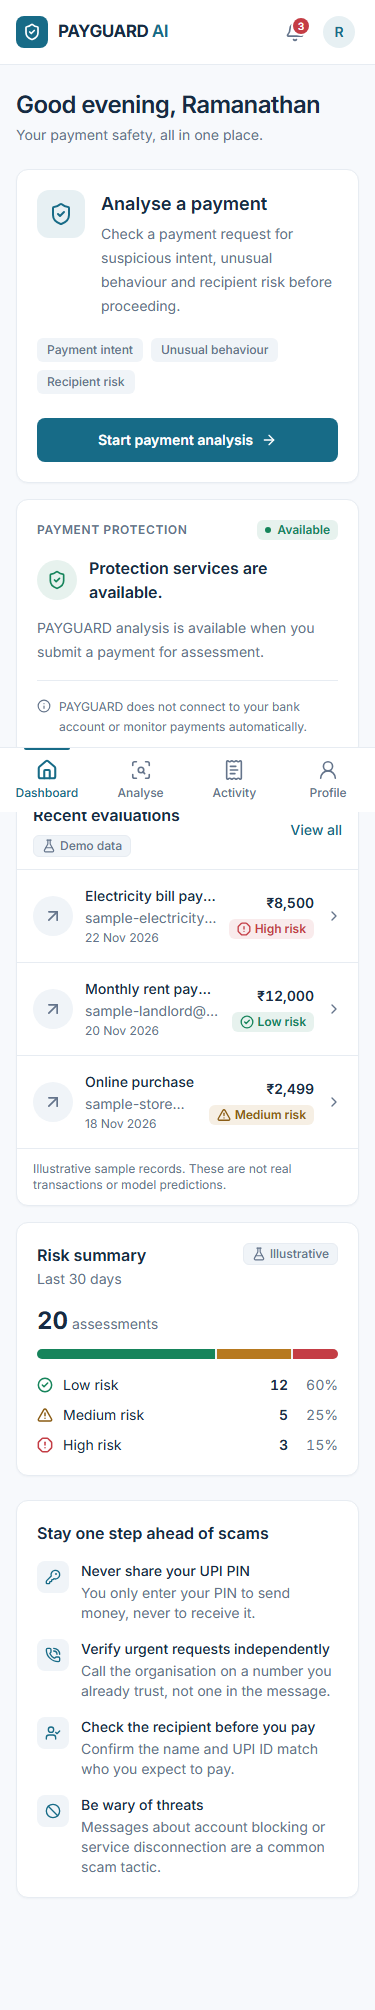 PAYGUARD AI
3
R
Good evening, Ramanathan
Your payment safety, all in one place.
Analyse a payment
Check a payment request for
suspicious intent, unusual
behaviour and recipient risk before
proceeding.
Payment intent
Unusual behaviour
Recipient risk
Start payment analysis
PAYMENT PROTECTION
Available
Protection services are
available.
PAYGUARD analysis is available when you
submit a payment for assessment.
PAYGUARD does not connect to your bank
account or monitor payments automatically.
Dashboard
Analyse
Activity
Profile
Recent evaluations
View all
Demo data
Electricity bill pay...
sample-electricity...
22 Nov 2026
₹8,500
High risk
Monthly rent pay...
sample-landlord@...
20 Nov 2026
₹12,000
Low risk
Online purchase
sample-store...
18 Nov 2026
₹2,499
Medium risk
Illustrative sample records. These are not real
transactions or model predictions.
Risk summary
Illustrative
Last 30 days
20 assessments
Low risk 12 60%
Medium risk 5 25%
High risk 3 15%
Stay one step ahead of scams
Never share your UPI PIN
You only enter your PIN to send
money, never to receive it.
Verify urgent requests independently
Call the organisation on a number you
already trust, not one in the message.
Check the recipient before you pay
Confirm the name and UPI ID match
who you expect to pay.
Be wary of threats
Messages about account blocking or
service disconnection are a common
scam tactic.